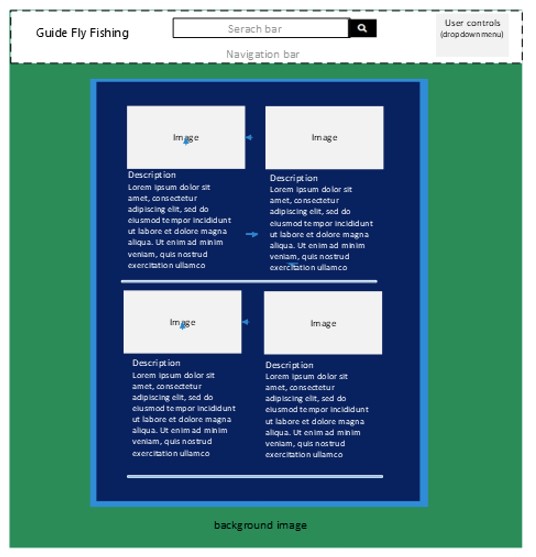 Guide Fly Fishing
Serach bar
User controls
(dropdown menu)
Navigation bar
Image
Image
Description
Lorem ipsum dolor sit
amet, consectetur
adipiscing elit, sed do
eiusmod tempor incididunt
ut labore et dolore magna
aliqua. Ut enim ad minim
veniam, quis nostrud
exercitation ullamco
Description
Lorem ipsum dolor sit
amet, consectetur
adipiscing elit, sed do
eiusmod tempor incididunt
ut labore et dolore magna
aliqua. Ut enim ad minim
veniam, quis nostrud
exercitation ullamco
Image
Image
Description
Lorem ipsum dolor sit
amet, consectetur
adipiscing elit, sed do
eiusmod tempor incididunt
ut labore et dolore magna
aliqua. Ut enim ad minim
veniam, quis nostrud
exercitation ullamco
Description
Lorem ipsum dolor sit
amet, consectetur
adipiscing elit, sed do
eiusmod tempor incididunt
ut labore et dolore magna
aliqua. Ut enim ad minim
veniam, quis nostrud
exercitation ullamco
background image